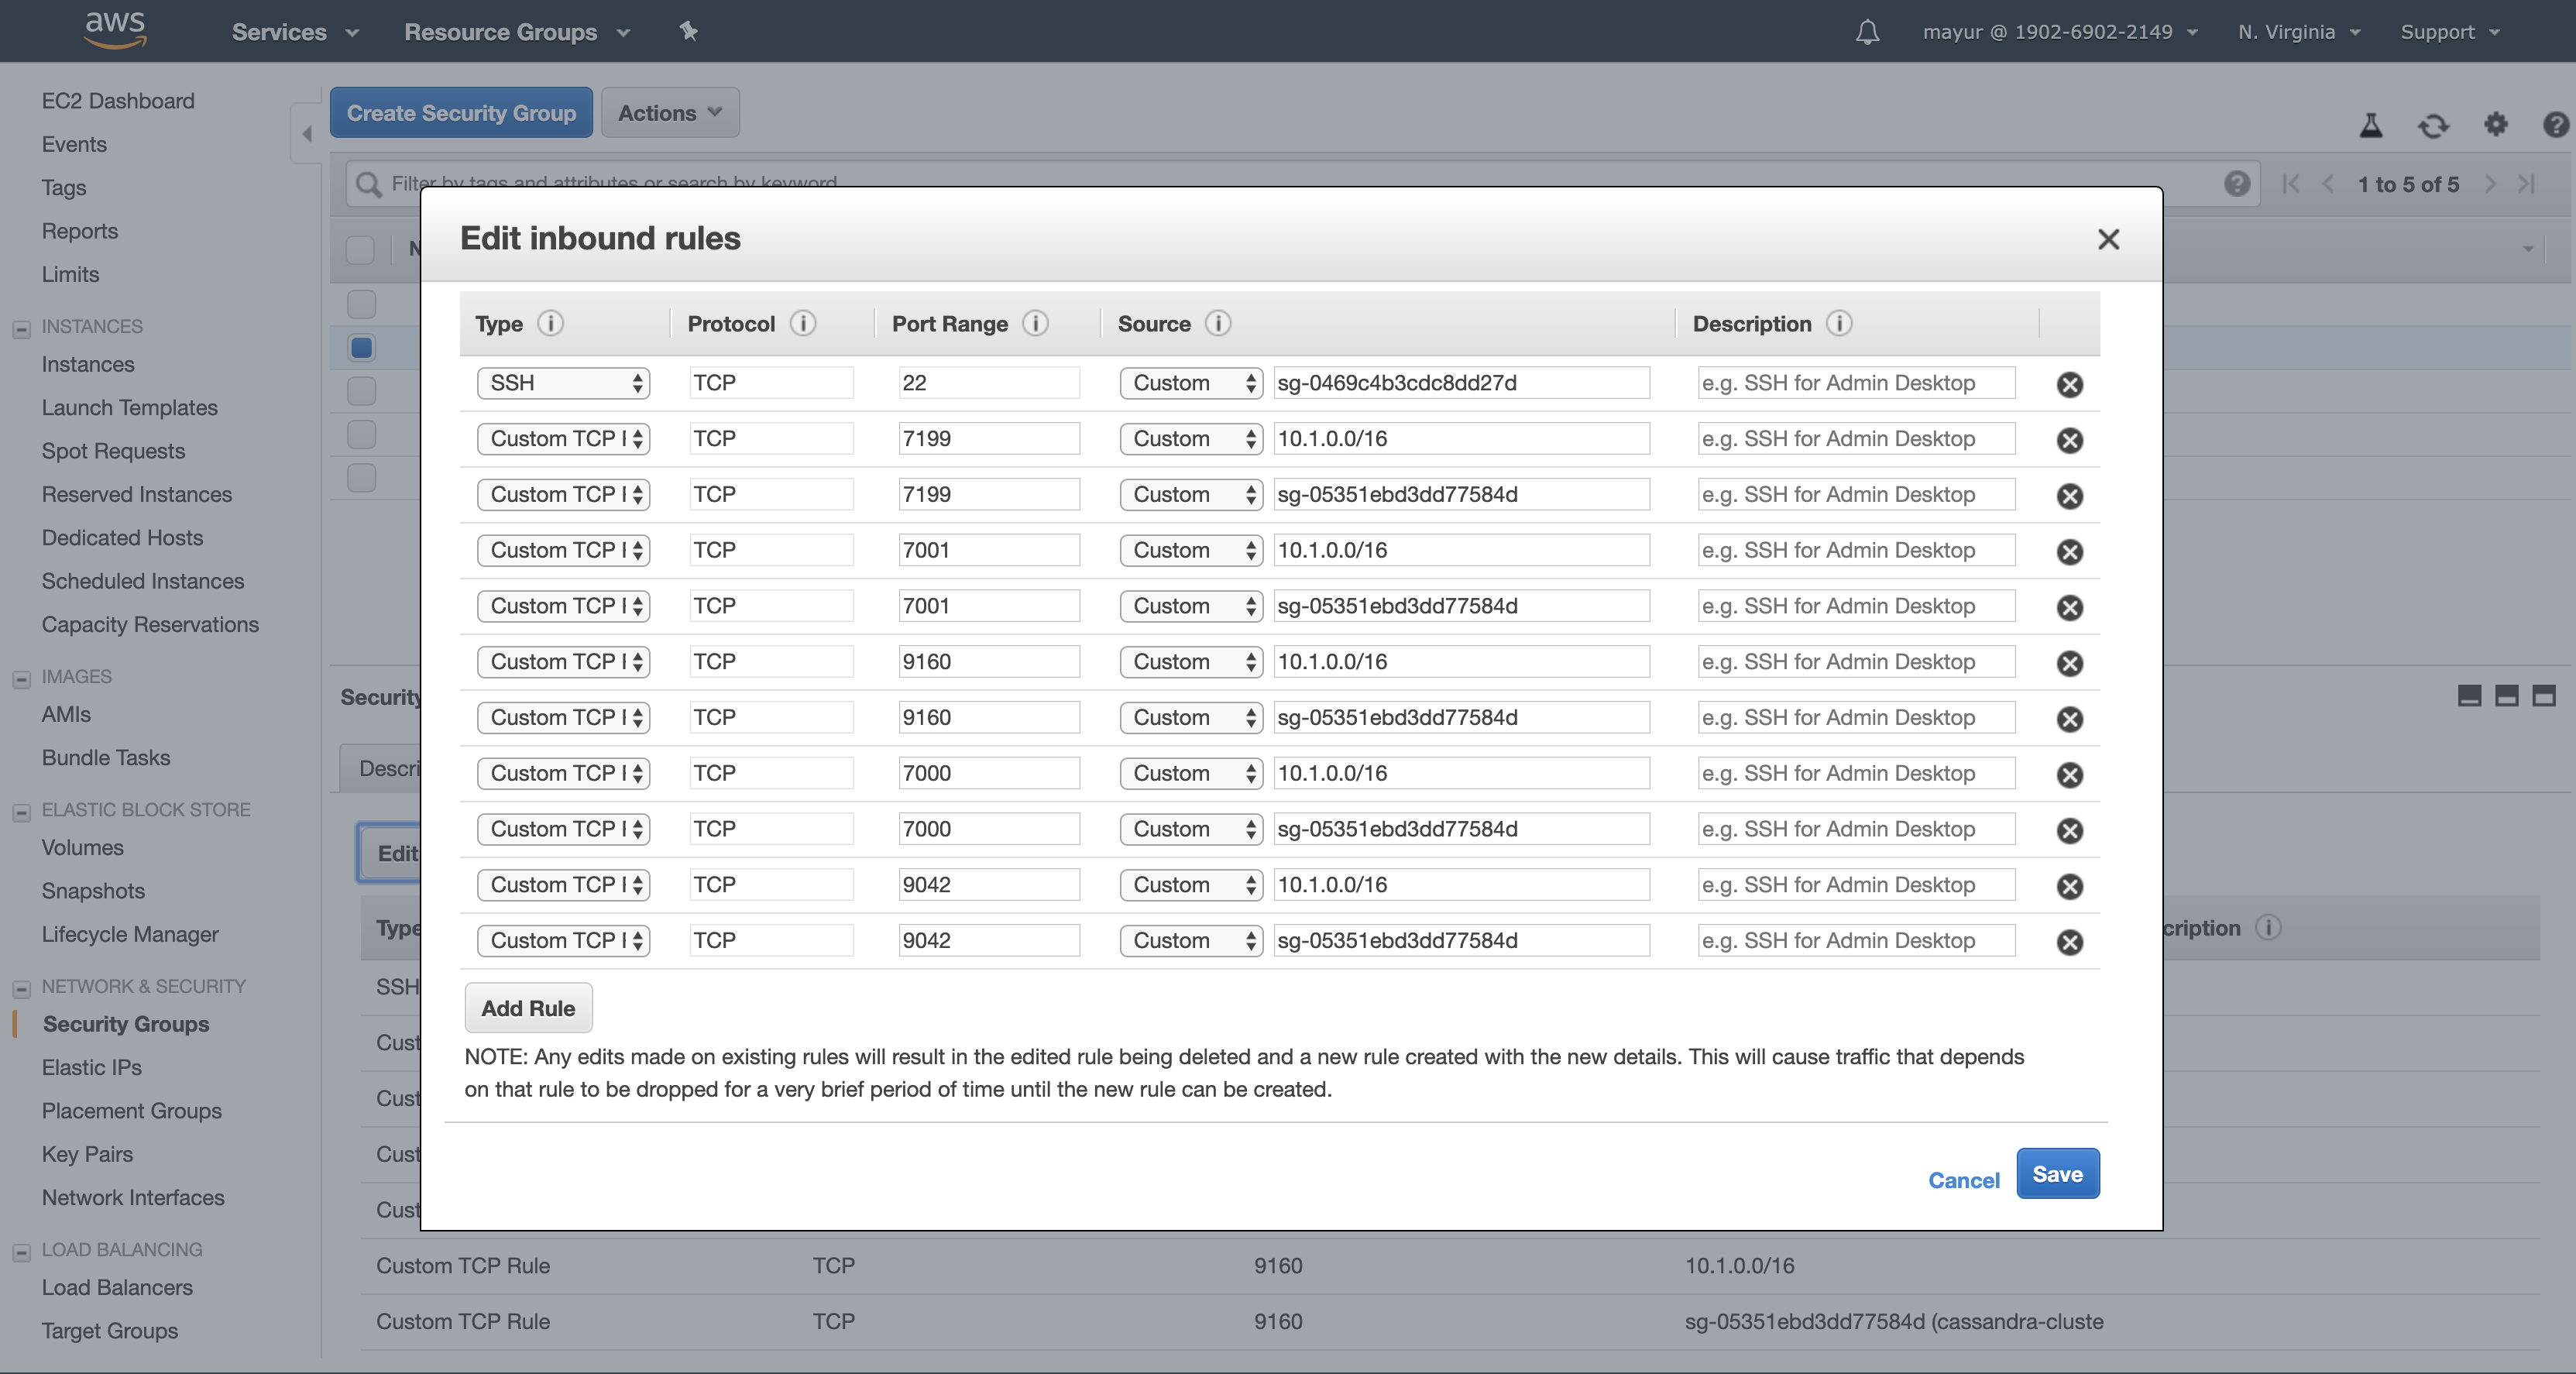 aws Services Resource Groups mayur @ 1902-6902-2149 N. Virginia Support
EC2 Dashboard
Events
Tags
Reports
Limits
INSTANCES
Instances
Launch Templates
Spot Requests
Reserved Instances
Dedicated Hosts
Scheduled Instances
Capacity Reservations
IMAGES
AMIs
Bundle Tasks
ELASTIC BLOCK STORE
Volumes
Snapshots
Lifecycle Manager
NETWORK & SECURITY
Security Groups
Elastic IPs
Placement Groups
Key Pairs
Network Interfaces
LOAD BALANCING
Load Balancers
Target Groups
Create Security Group Actions
Filter by tags and attributes or search by keyword 1 to 5 of 5
N
Edit inbound rules
Type Protocol Port Range Source Description
SSH TCP 22 Custom sg-0469c4b3cdc8dd27d e.g. SSH for Admin Desktop
Custom TCP TCP 7199 Custom 10.1.0.0/16 e.g. SSH for Admin Desktop
Custom TCP TCP 7199 Custom sg-05351ebd3dd77584d e.g. SSH for Admin Desktop
Custom TCP TCP 7001 Custom 10.1.0.0/16 e.g. SSH for Admin Desktop
Custom TCP TCP 7001 Custom sg-05351ebd3dd77584d e.g. SSH for Admin Desktop
Custom TCP TCP 9160 Custom 10.1.0.0/16 e.g. SSH for Admin Desktop
Custom TCP TCP 9160 Custom sg-05351ebd3dd77584d e.g. SSH for Admin Desktop
Custom TCP TCP 7000 Custom 10.1.0.0/16 e.g. SSH for Admin Desktop
Custom TCP TCP 7000 Custom sg-05351ebd3dd77584d e.g. SSH for Admin Desktop
Custom TCP TCP 9042 Custom 10.1.0.0/16 e.g. SSH for Admin Desktop
Custom TCP TCP 9042 Custom sg-05351ebd3dd77584d e.g. SSH for Admin Desktop
Add Rule
NOTE: Any edits made on existing rules will result in the edited rule being deleted and a new rule created with the new details. This will cause traffic that depends
on that rule to be dropped for a very brief period of time until the new rule can be created.
Cancel Save
Security
Descri
Edit
Type cription
SSH
Cust
Cust
Cust
Cust
Custom TCP Rule TCP 9160 10.1.0.0/16
Custom TCP Rule TCP 9160 sg-05351ebd3dd77584d (cassandra-cluste